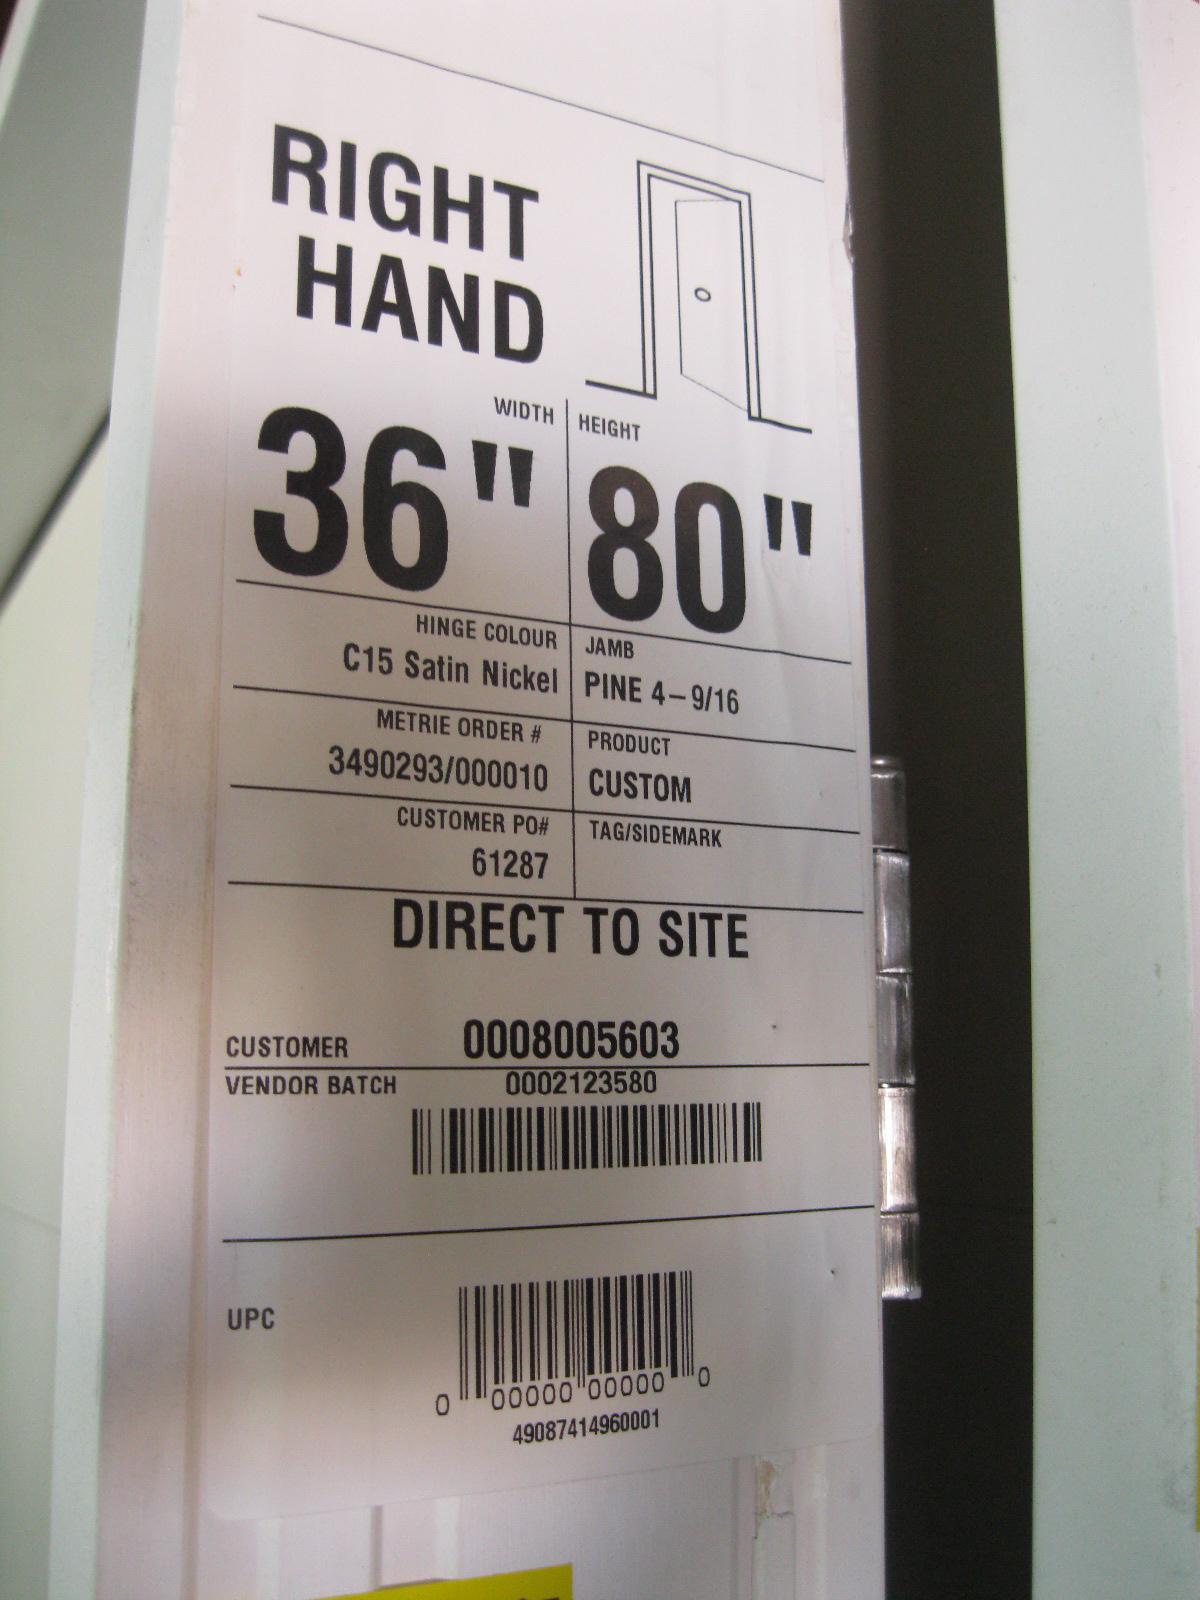 RIGHT
HAND
WIDTH HEIGHT
36" 80"
HINGE COLOUR JAMB
C15 Satin Nickel PINE 4-9/16
METRIE ORDER # PRODUCT
3490293/000010 CUSTOM
CUSTOMER PO# TAG/SIDEMARK
61287
DIRECT TO SITE
CUSTOMER 0008005603
VENDOR BATCH 0002123580
UPC
0 00000 00000 0
49087414960001